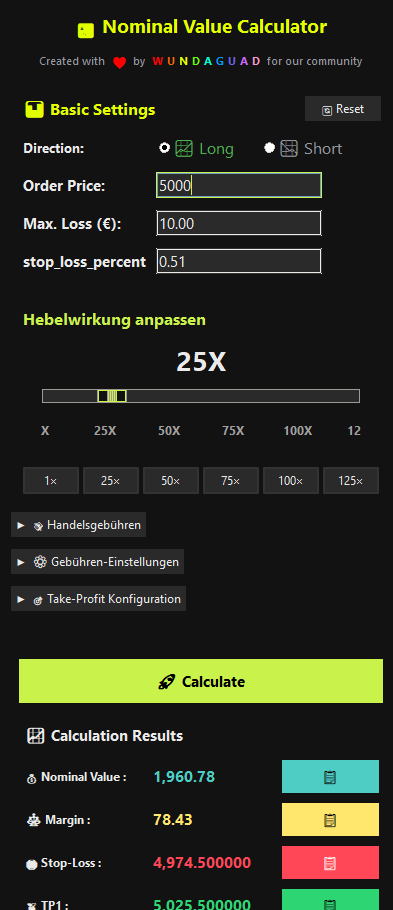 Nominal Value Calculator
Created with ❤ by WUNDAGUAD for our community
Basic Settings
Reset
Direction: Long Short
Order Price: 5000
Max. Loss (€): 10.00
stop_loss_percent 0.51
Hebelwirkung anpassen
25X
X 25X 50X 75X 100X 12
1× 25× 50× 75× 100× 125×
► Handelsgebühren
► Gebühren-Einstellungen
► Take-Profit Konfiguration
Calculate
Calculation Results
Nominal Value : 1,960.78
Margin : 78.43
Stop-Loss : 4,974.500000
TP1 : 5,025.500000